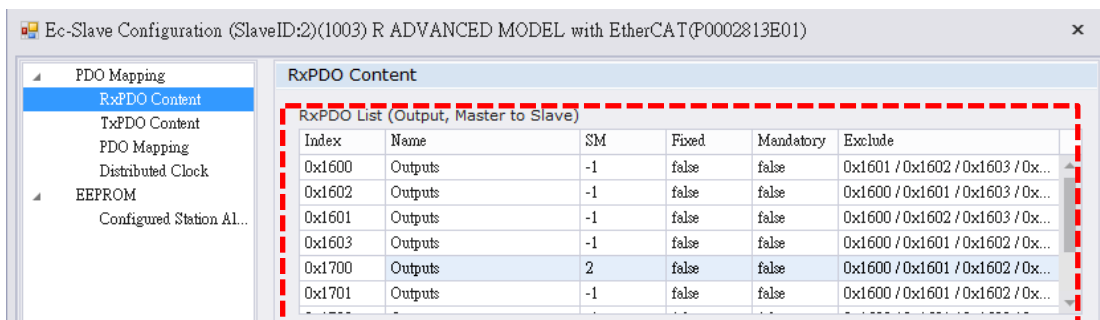 Ec-Slave Configuration (SlaveID:2)(1003) R ADVANCED MODEL with EtherCAT(P0002813E01) ×
PDO Mapping
RxPDO Content
TxPDO Content
PDO Mapping
Distributed Clock
EEPROM
Configured Station Al...
RxPDO Content
RxPDO List (Output, Master to Slave)
Index Name SM Fixed Mandatory Exclude
0x1600 Outputs -1 false false 0x1601 / 0x1602 / 0x1603 / 0x...
0x1602 Outputs -1 false false 0x1600 / 0x1601 / 0x1603 / 0x...
0x1601 Outputs -1 false false 0x1600 / 0x1602 / 0x1603 / 0x...
0x1603 Outputs -1 false false 0x1600 / 0x1601 / 0x1602 / 0x...
0x1700 Outputs 2 false false 0x1600 / 0x1601 / 0x1602 / 0x...
0x1701 Outputs -1 false false 0x1600 / 0x1601 / 0x1602 / 0x...